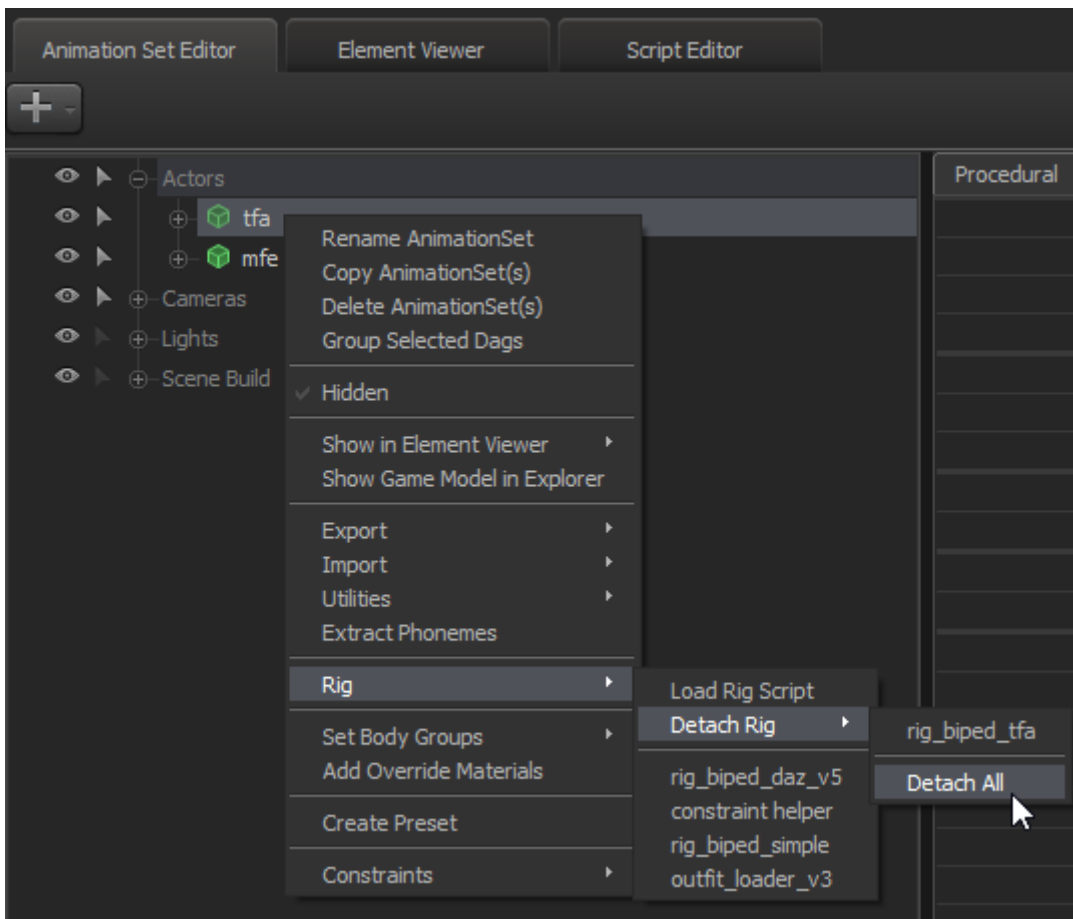 Animation Set Editor
Element Viewer
Script Editor
Procedural
Actors
tfa
mfe
Cameras
Lights
Scene Build
Rename AnimationSet
Copy AnimationSet(s)
Delete AnimationSet(s)
Group Selected Dags
Hidden
Show in Element Viewer
Show Game Model in Explorer
Export
Import
Utilities
Extract Phonemes
Rig
Set Body Groups
Add Override Materials
Create Preset
Constraints
Load Rig Script
Detach Rig
rig_biped_daz_v5
constraint helper
rig_biped_simple
outfit_loader_v3
rig_biped_tfa
Detach All